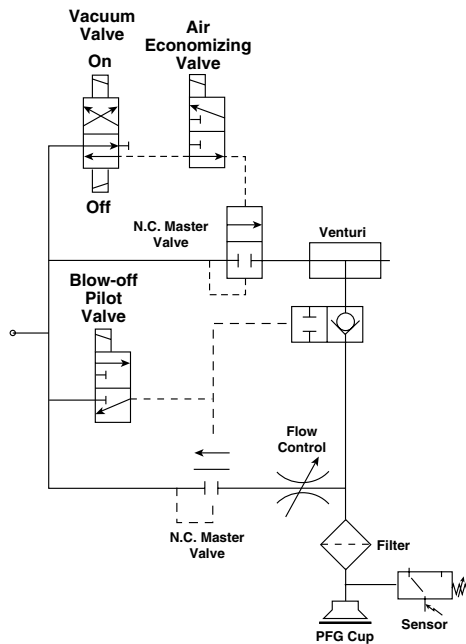 Vacuum
Valve
On
Air
Economizing
Valve
Off
N.C. Master
Valve
Venturi
Blow-off
Pilot
Valve
Flow
Control
N.C. Master
Valve
Filter
PFG Cup
Sensor